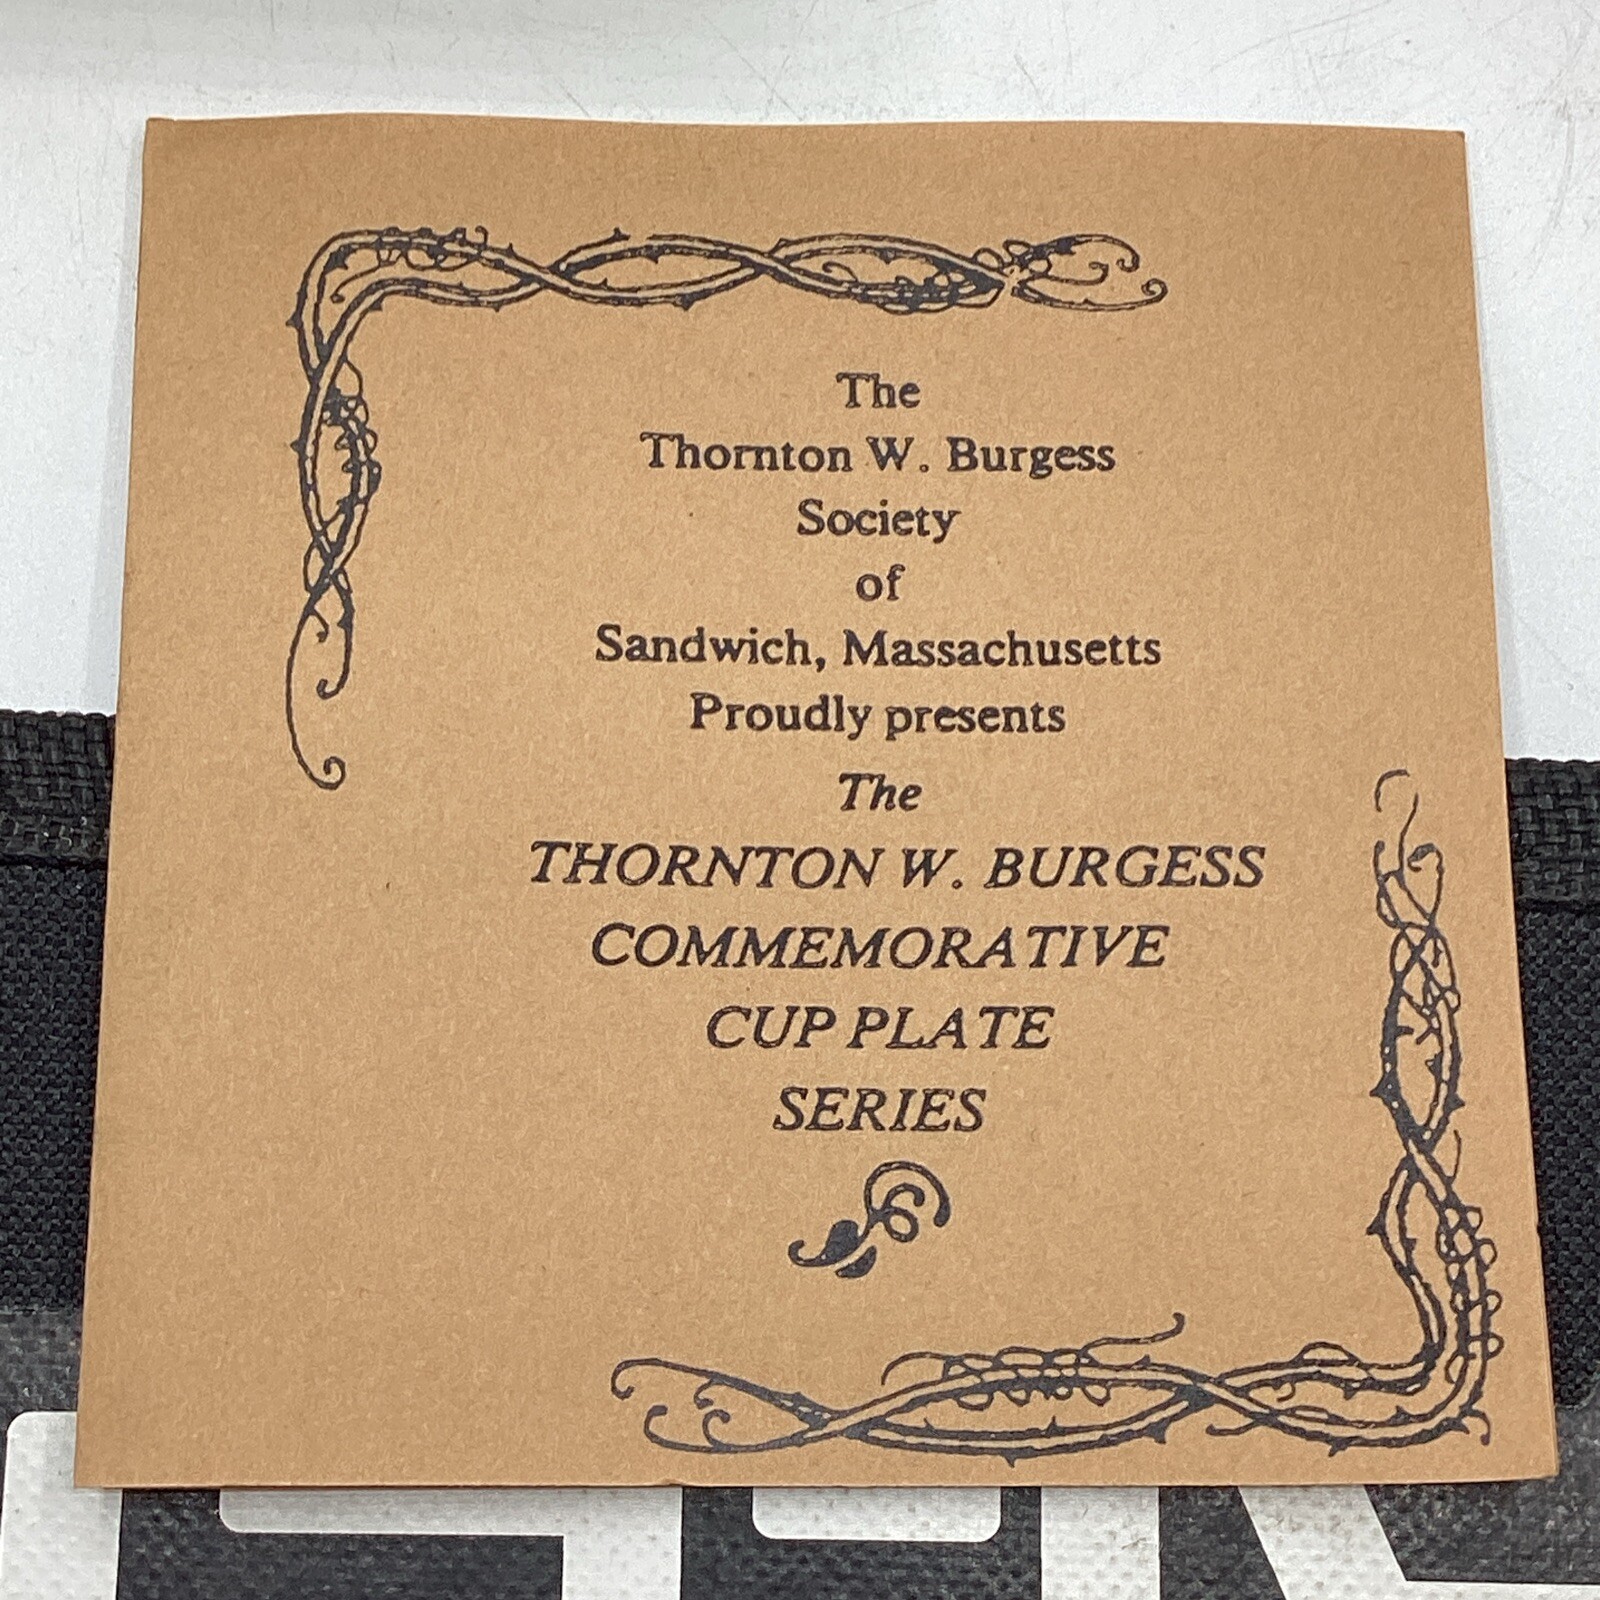 The
Thornton W. Burgess
Society
of
Sandwich, Massachusetts
Proudly presents
The
THORNTON W. BURGESS
COMMEMORATIVE
CUP PLATE
SERIES